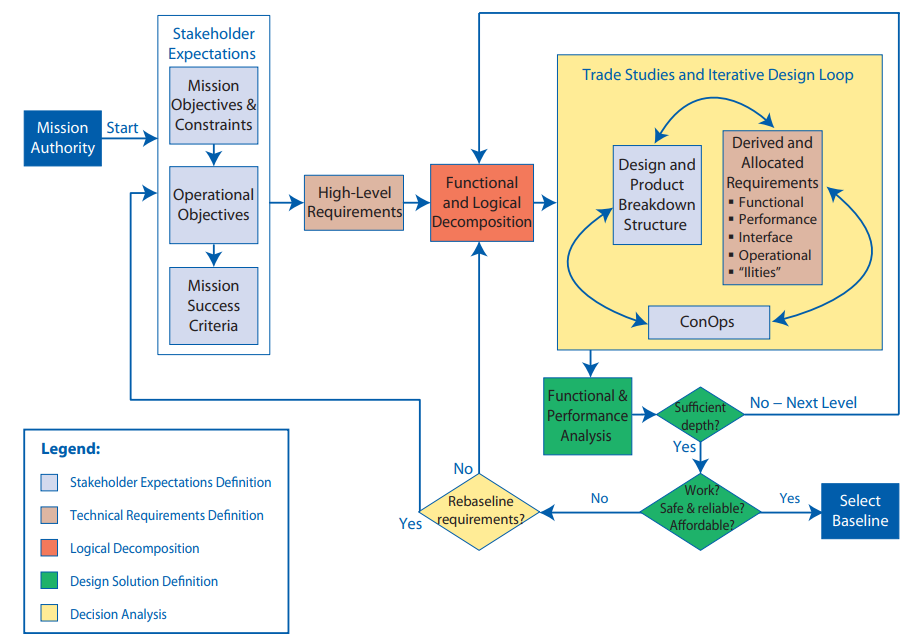 Stakeholder
Expectations
Mission
Objectives &
Constraints
Mission
Authority
Start
Operational
Objectives
Mission
Success
Criteria
High-Level
Requirements
Functional
and Logical
Decomposition
Trade Studies and Iterative Design Loop
Design and
Product
Breakdown
Structure
Derived and
Allocated
Requirements
▪ Functional
▪ Performance
▪ Interface
▪ Operational
▪ “Ilities”
ConOps
Functional &
Performance
Analysis
Sufficient
depth?
No – Next Level
Yes
Work?
Safe & reliable?
Affordable?
Yes
Select
Baseline
No
Rebaseline
requirements?
No
Yes
Legend:
Stakeholder Expectations Definition
Technical Requirements Definition
Logical Decomposition
Design Solution Definition
Decision Analysis